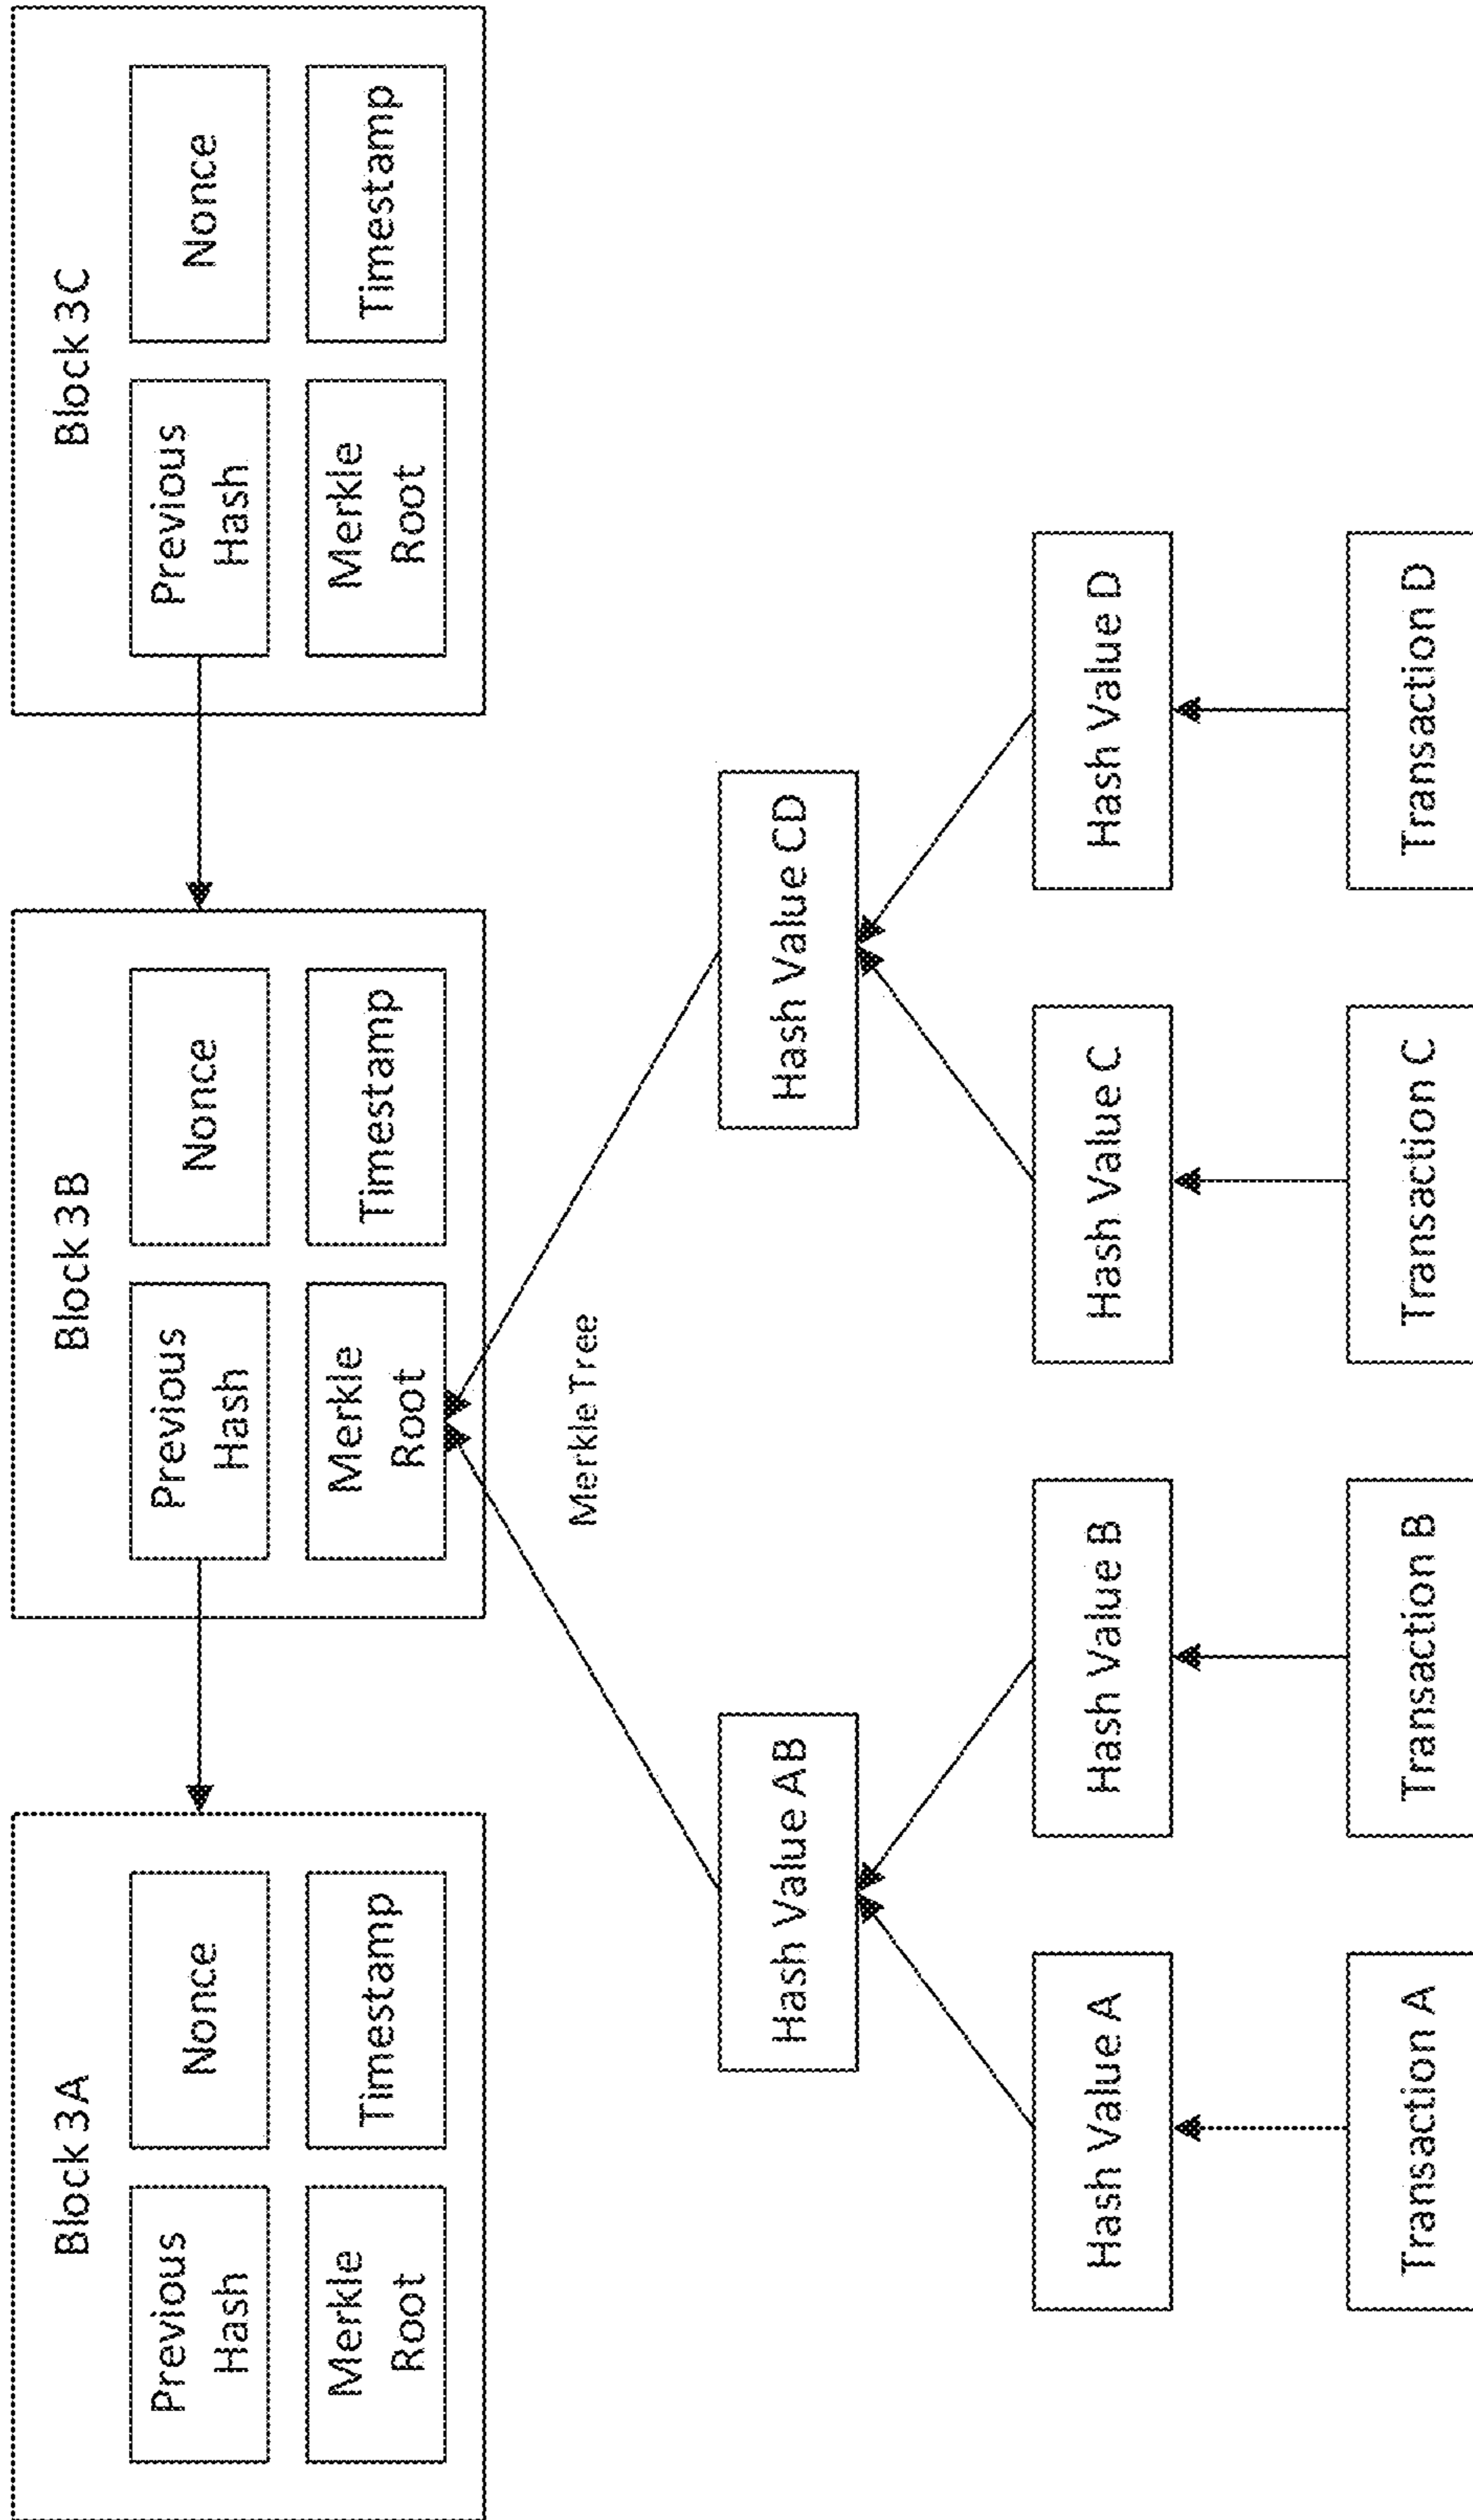 Block 3A
Previous
Hash
Nonce
Merkle
Root
Timestamp
Block 3B
Previous
Hash
Nonce
Merkle
Root
Timestamp
Block 3C
Previous
Hash
Nonce
Merkle
Root
Timestamp
Merkle Tree
Hash Value AB
Hash Value CD
Hash Value A
Hash Value B
Hash Value C
Hash Value D
Transaction A
Transaction B
Transaction C
Transaction D